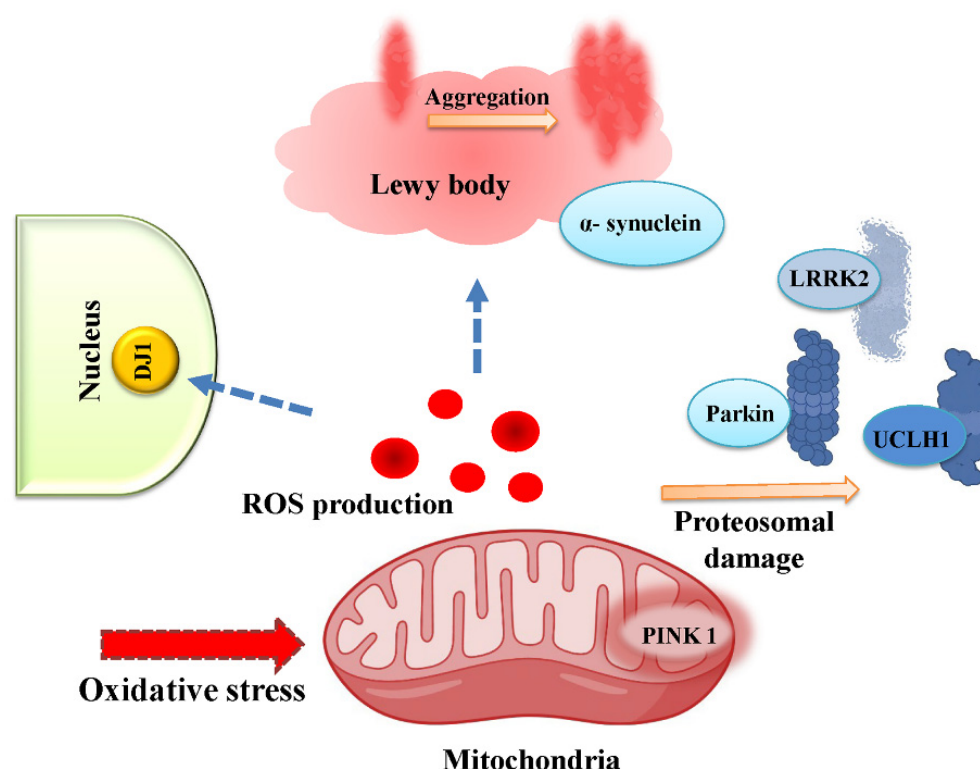 Aggregation
Lewy body
α- synuclein
LRRK2
Nucleus
DJ1
Parkin
UCLH1
ROS production
Proteosomal
damage
PINK 1
Oxidative stress
Mitochondria